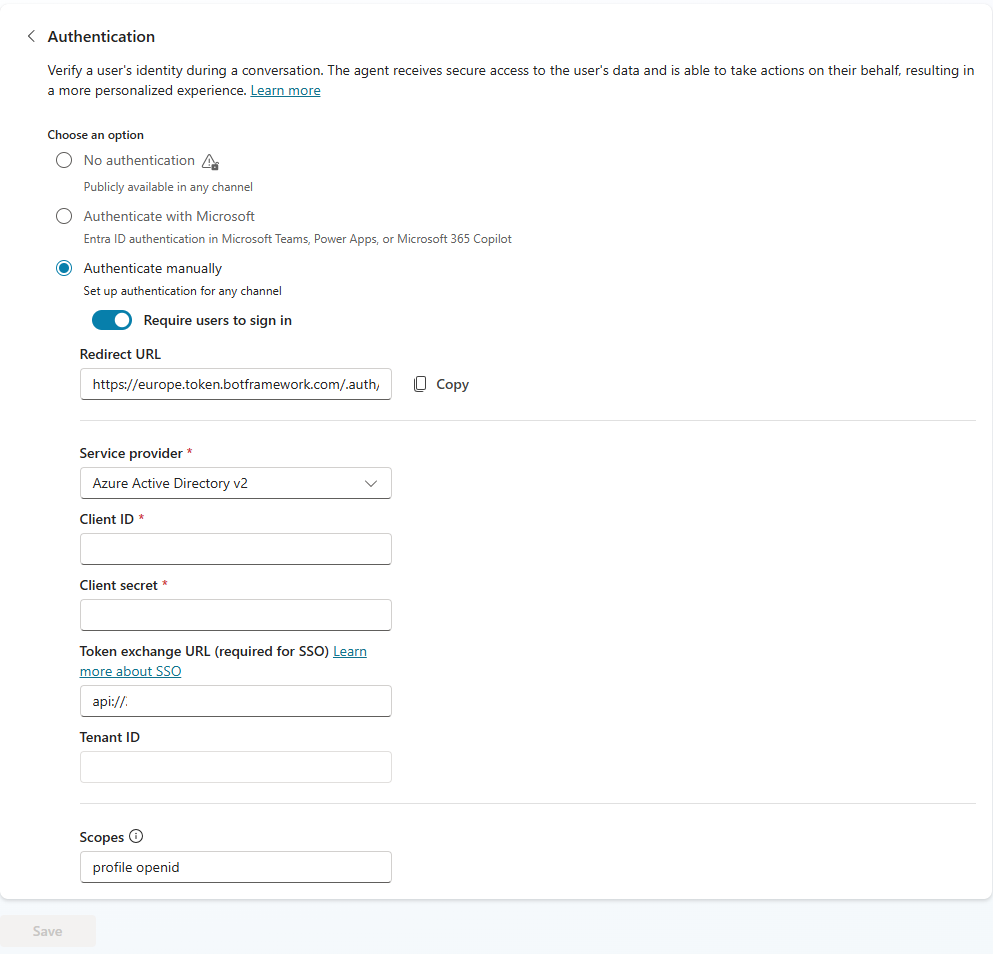 Authentication
Verify a user's identity during a conversation. The agent receives secure access to the user's data and is able to take actions on their behalf, resulting in
a more personalized experience. Learn more
Choose an option
No authentication
Publicly available in any channel
Authenticate with Microsoft
Entra ID authentication in Microsoft Teams, Power Apps, or Microsoft 365 Copilot
Authenticate manually
Set up authentication for any channel
Require users to sign in
Redirect URL
https://europe.token.botframework.com/.auth/
Copy
Service provider *
Azure Active Directory v2
Client ID *
Client secret *
Token exchange URL (required for SSO) Learn
more about SSO
api://
Tenant ID
Scopes
profile openid
Save